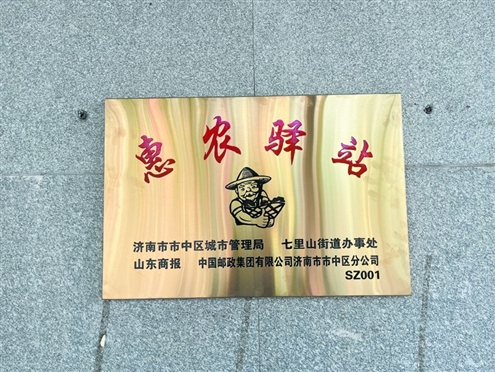 惠农驿站
济南市市中区城市管理局 七里山街道办事处
山东商报 中国邮政集团有限公司济南市市中区分公司
SZ001